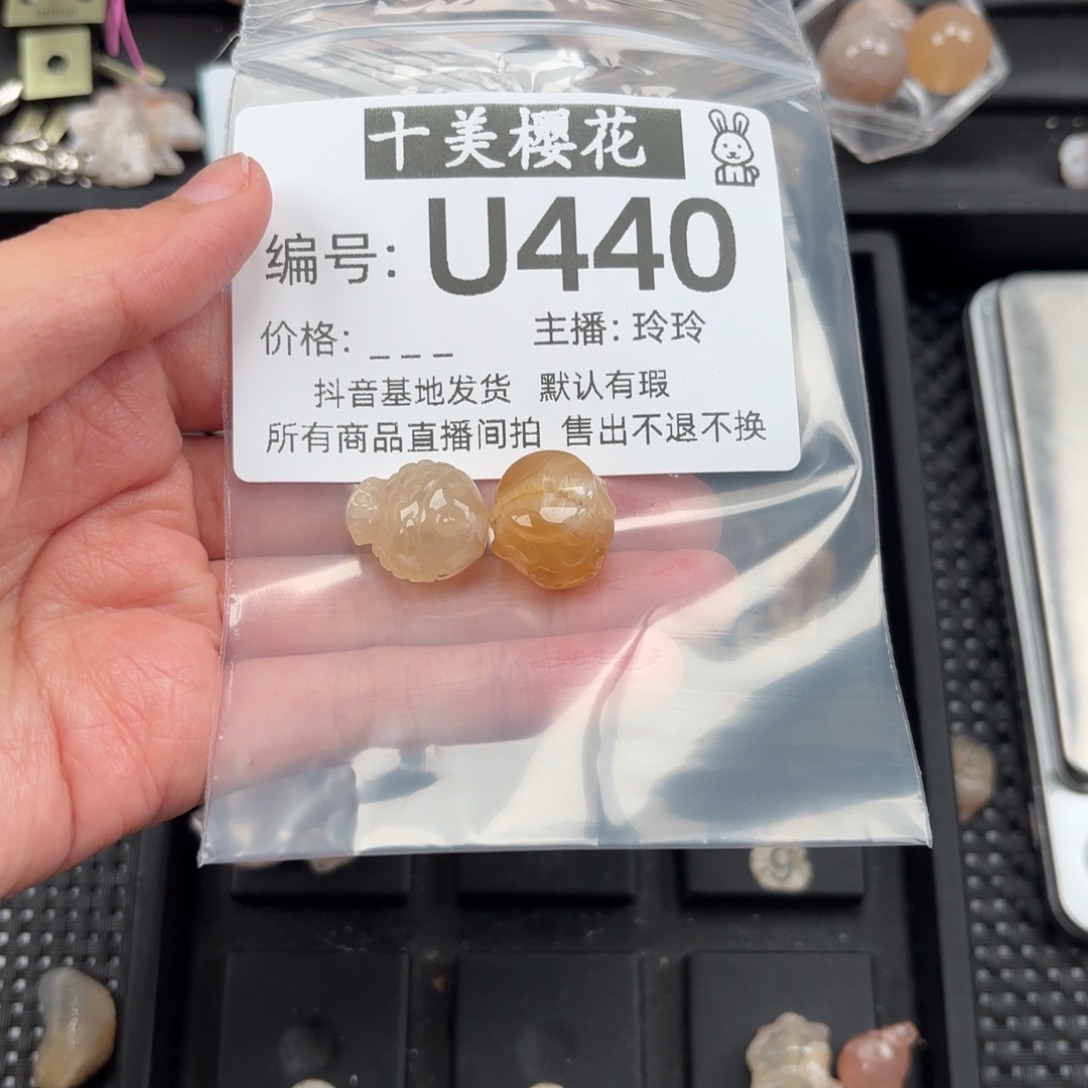 十美樱花
编号: U440
价格: _ _ _ 主播: 玲玲
抖音基地发货 默认有瑕
所有商品直播间拍 售出不退不换
9